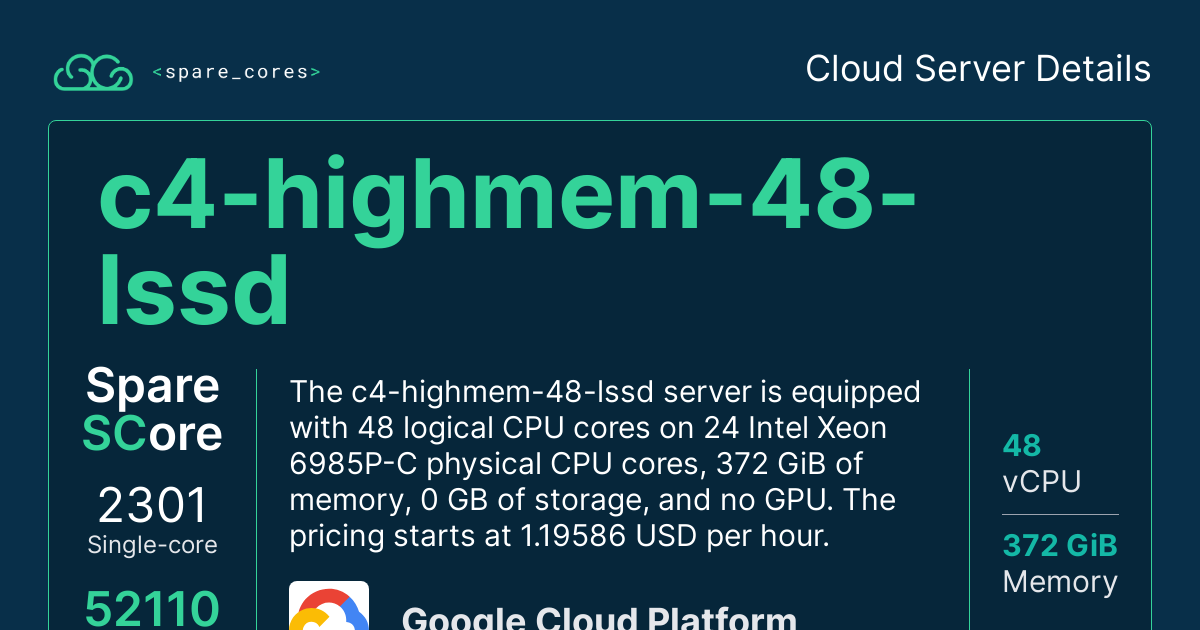 <spare_cores>
Cloud Server Details
c4-highmem-48-
lssd
Spare
SCore
2301
Single-core
52110
The c4-highmem-48-lssd server is equipped
with 48 logical CPU cores on 24 Intel Xeon
6985P-C physical CPU cores, 372 GiB of
memory, 0 GB of storage, and no GPU. The
pricing starts at 1.19586 USD per hour.
Google Cloud Platform
48
vCPU
372 GiB
Memory